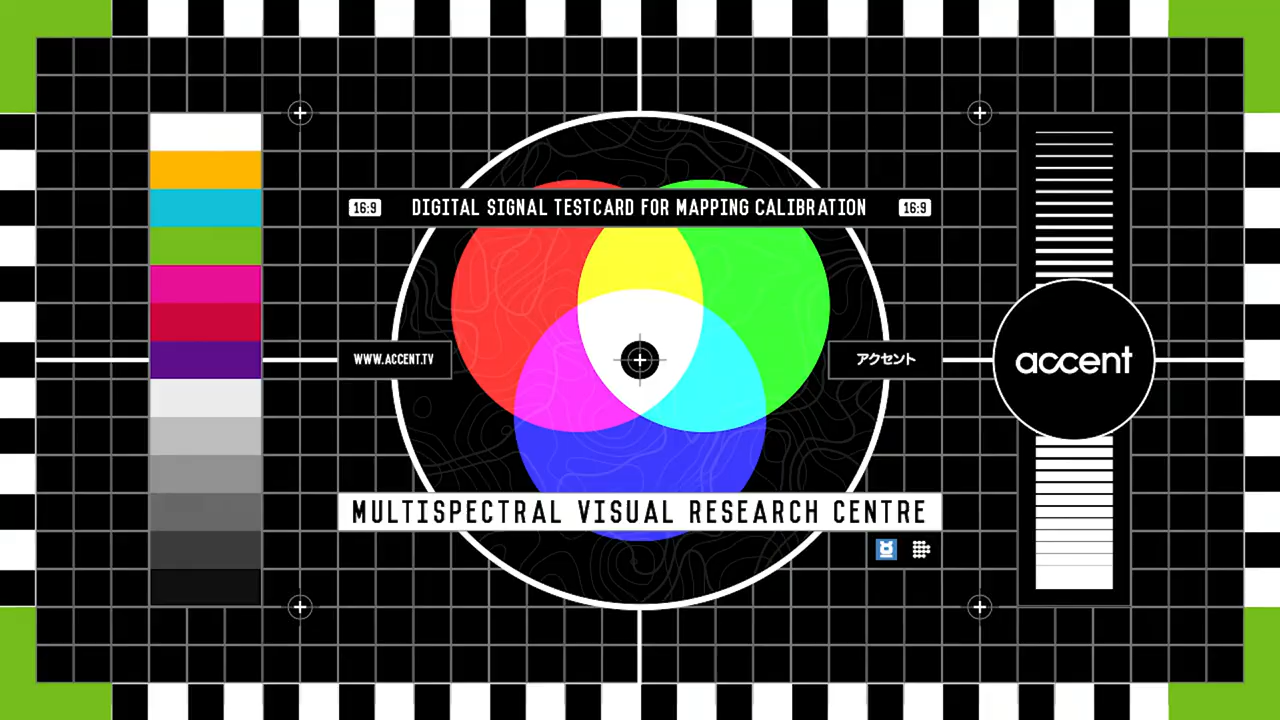 16:9 DIGITAL SIGNAL TESTCARD FOR MAPPING CALIBRATION 16:9
WWW.ACCENT.TV
アクセント
accent
MULTISPECTRAL VISUAL RESEARCH CENTRE